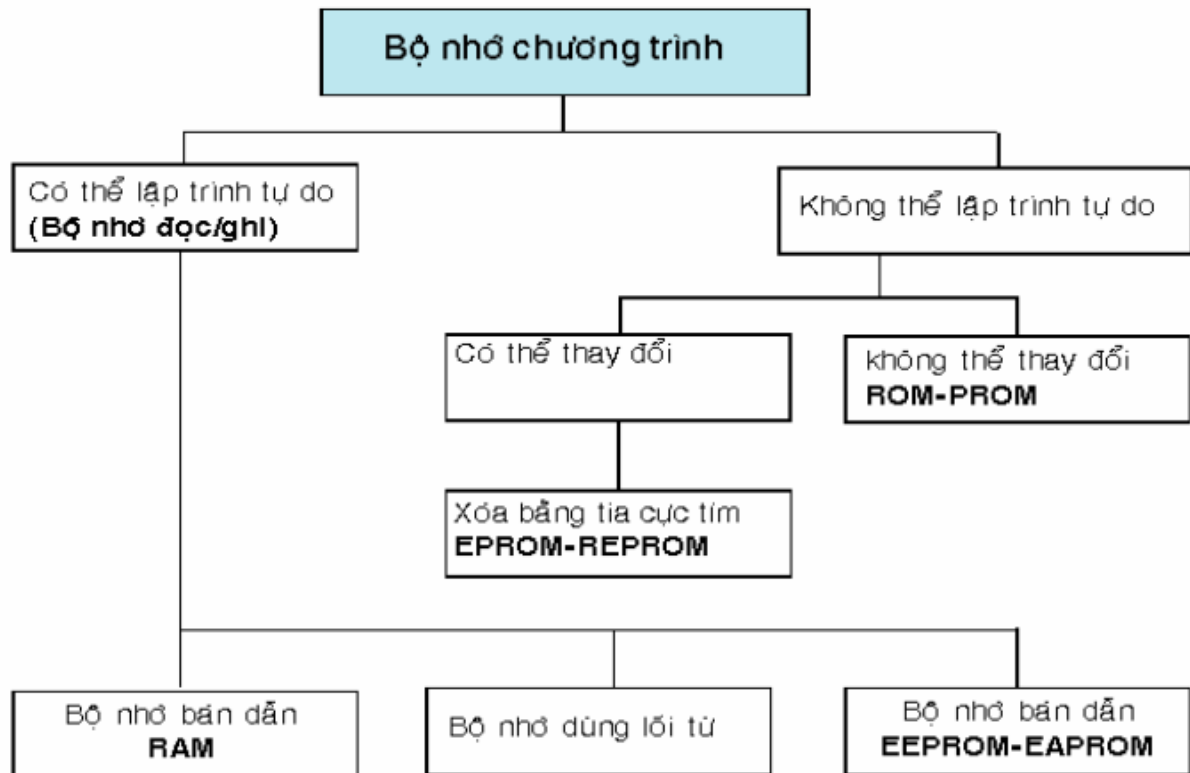 Bộ nhớ chương trình
Có thể lập trình tự do
(Bộ nhớ đọc/ghi)
Không thể lập trình tự do
Có thể thay đổi
không thể thay đổi
ROM-PROM
Xóa bằng tia cực tím
EPROM-REPROM
Bộ nhớ bán dẫn
RAM
Bộ nhớ dùng lõi từ
Bộ nhớ bán dẫn
EEPROM-EAPROM